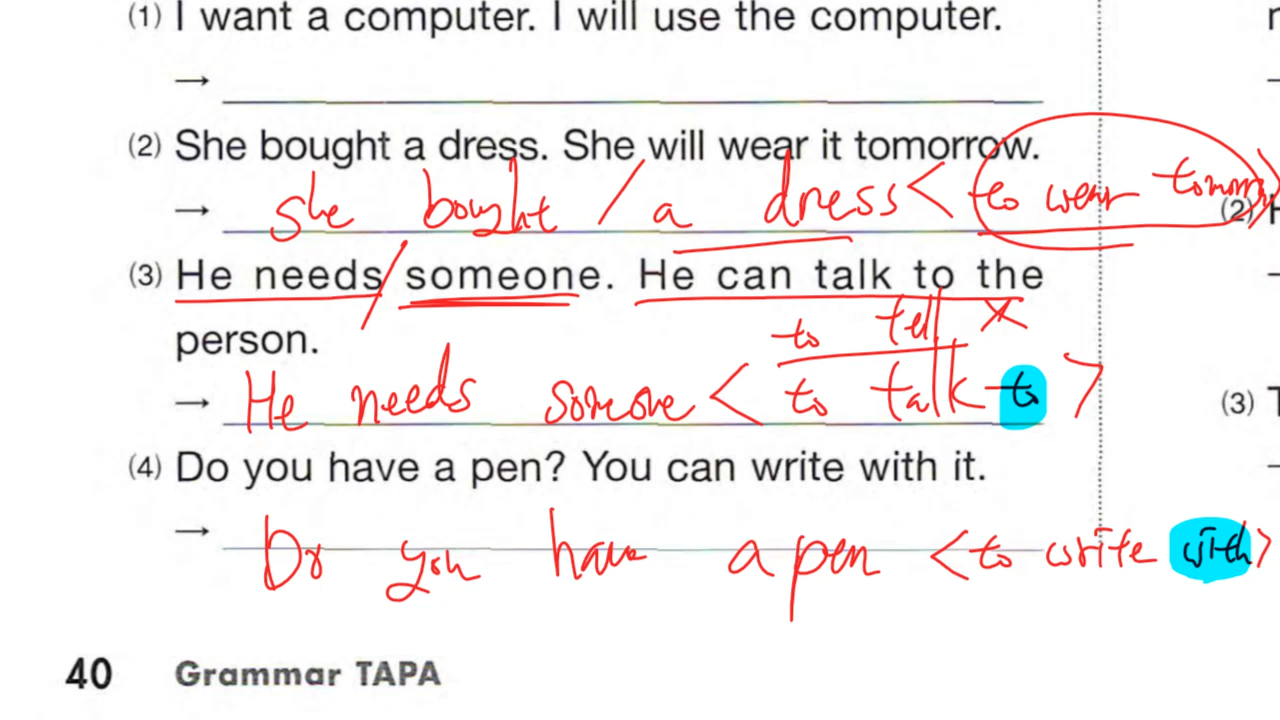 (1) I want a computer. I will use the computer.
→
(2) She bought a dress. She will wear it tomorrow.
→ she bought / a dress < to wear tomorrow >
(3) He needs / someone. He can talk to the
person.
to tell ×
→ He needs someone < to talk to >
(4) Do you have a pen? You can write with it.
→ Do you have a pen < to write with >
(2)
(3) T
40 Grammar TAPA